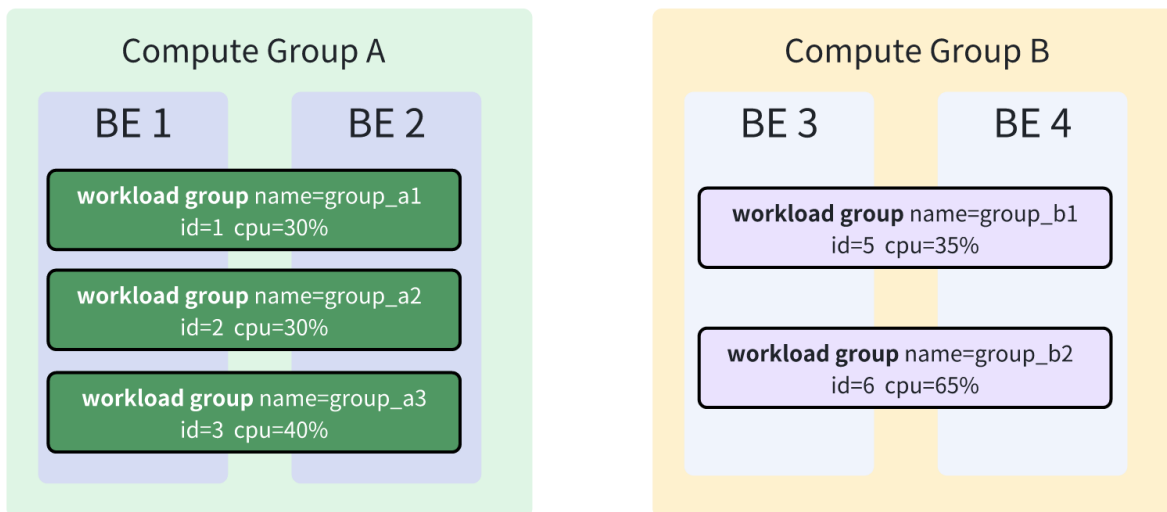 Compute Group A
BE 1
BE 2
workload group name=group_a1
id=1 cpu=30%
workload group name=group_a2
id=2 cpu=30%
workload group name=group_a3
id=3 cpu=40%
Compute Group B
BE 3
BE 4
workload group name=group_b1
id=5 cpu=35%
workload group name=group_b2
id=6 cpu=65%